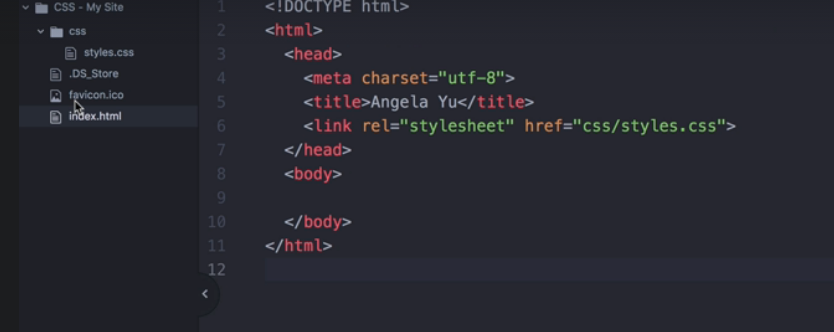 CSS - My Site
css
styles.css
.DS_Store
favicon.ico
index.html
1 <!DOCTYPE html>
2 <html>
3 <head>
4 <meta charset="utf-8">
5 <title>Angela Yu</title>
6 <link rel="stylesheet" href="css/styles.css">
7 </head>
8 <body>
9
10 </body>
11 </html>
12